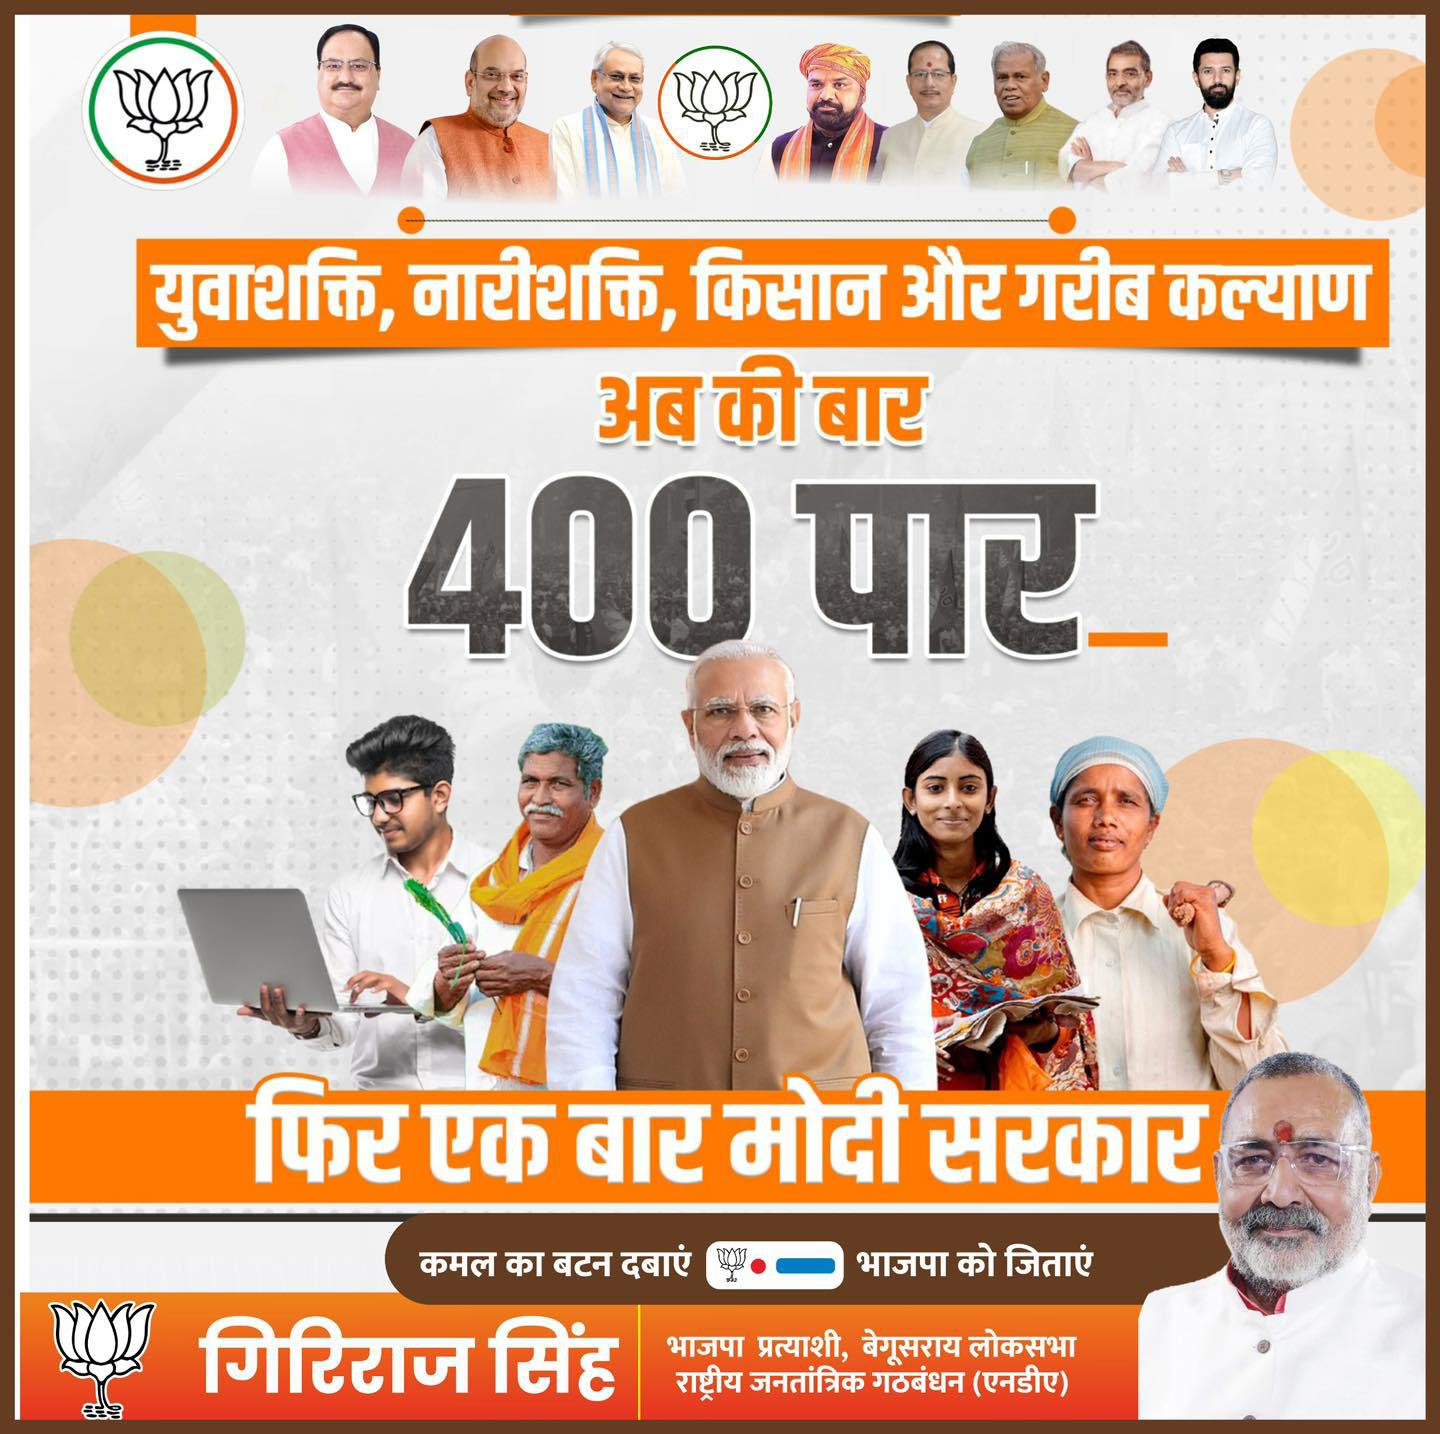 युवाशक्ति, नारीशक्ति, किसान और गरीब कल्याण
अब की बार
400 पार
फिर एक बार मोदी सरकार
कमल का बटन दबाएं भाजपा को जिताएं
गिरिराज सिंह
भाजपा प्रत्याशी, बेगूसराय लोकसभा
राष्ट्रीय जनतांत्रिक गठबंधन (एनडीए)